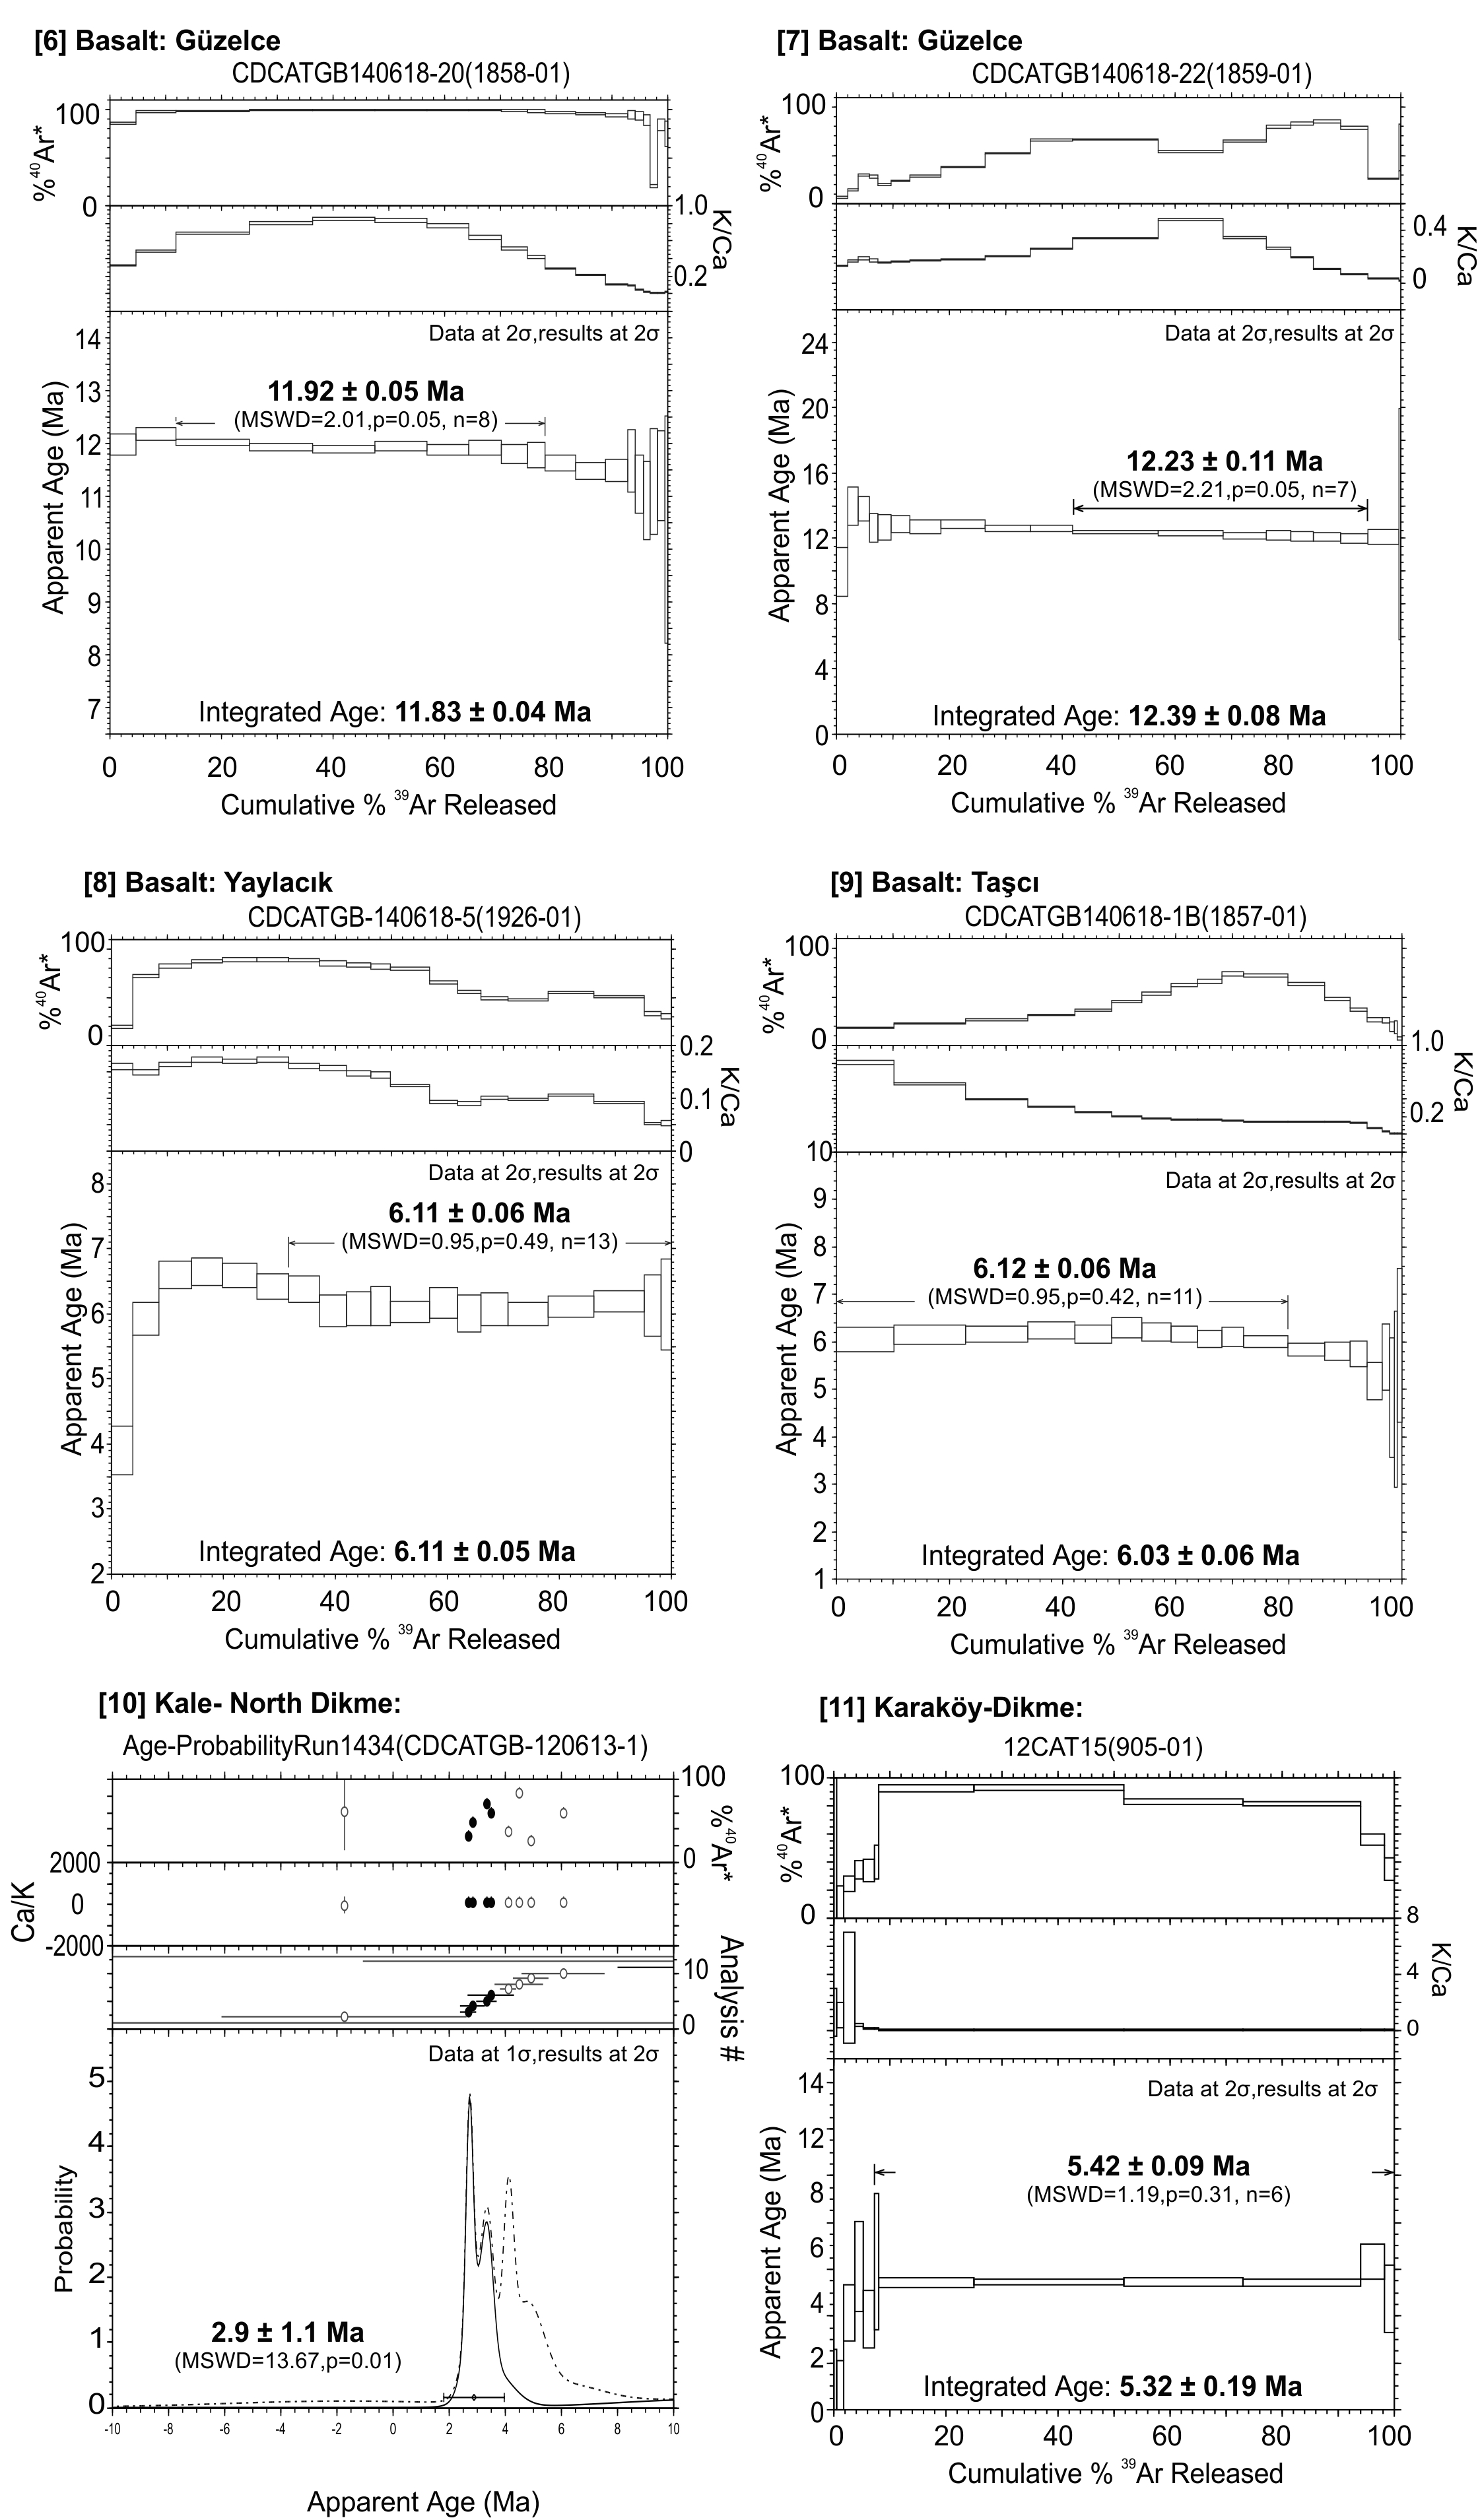 [6] Basalt: Güzelce
CDCATGB140618-20(1858-01)
%40Ar*
100
0
1.0
0.2
K/Ca
Data at 2σ,results at 2σ
11.92 ± 0.05 Ma
(MSWD=2.01,p=0.05, n=8)
Apparent Age (Ma)
14
13
12
11
10
9
8
7
Integrated Age: 11.83 ± 0.04 Ma
0 20 40 60 80 100
Cumulative % 39Ar Released
[7] Basalt: Güzelce
CDCATGB140618-22(1859-01)
%40Ar*
100
0
0.4
0
K/Ca
Data at 2σ,results at 2σ
12.23 ± 0.11 Ma
(MSWD=2.21,p=0.05, n=7)
Apparent Age (Ma)
24
20
16
12
8
4
0
Integrated Age: 12.39 ± 0.08 Ma
0 20 40 60 80 100
Cumulative % 39Ar Released
[8] Basalt: Yaylacık
CDCATGB-140618-5(1926-01)
%40Ar*
100
0
0.2
0.1
0
K/Ca
Data at 2σ,results at 2σ
6.11 ± 0.06 Ma
(MSWD=0.95,p=0.49, n=13)
Apparent Age (Ma)
8
7
6
5
4
3
2
Integrated Age: 6.11 ± 0.05 Ma
0 20 40 60 80 100
Cumulative % 39Ar Released
[9] Basalt: Taşcı
CDCATGB140618-1B(1857-01)
%40Ar*
100
0
1.0
0.2
K/Ca
Data at 2σ,results at 2σ
6.12 ± 0.06 Ma
(MSWD=0.95,p=0.42, n=11)
Apparent Age (Ma)
10
9
8
7
6
5
4
3
2
1
Integrated Age: 6.03 ± 0.06 Ma
0 20 40 60 80 100
Cumulative % 39Ar Released
[10] Kale- North Dikme:
Age-ProbabilityRun1434(CDCATGB-120613-1)
100
0
%40Ar*
Ca/K
2000
0
-2000
10
0
Analysis #
Data at 1σ,results at 2σ
Probability
5
4
3
2
1
0
2.9 ± 1.1 Ma
(MSWD=13.67,p=0.01)
-10 -8 -6 -4 -2 0 2 4 6 8 10
Apparent Age (Ma)
[11] Karaköy-Dikme:
12CAT15(905-01)
%40Ar*
100
0
8
4
0
K/Ca
Data at 2σ,results at 2σ
5.42 ± 0.09 Ma
(MSWD=1.19,p=0.31, n=6)
Apparent Age (Ma)
14
12
8
6
4
2
0
Integrated Age: 5.32 ± 0.19 Ma
0 20 40 60 80 100
Cumulative % 39Ar Released